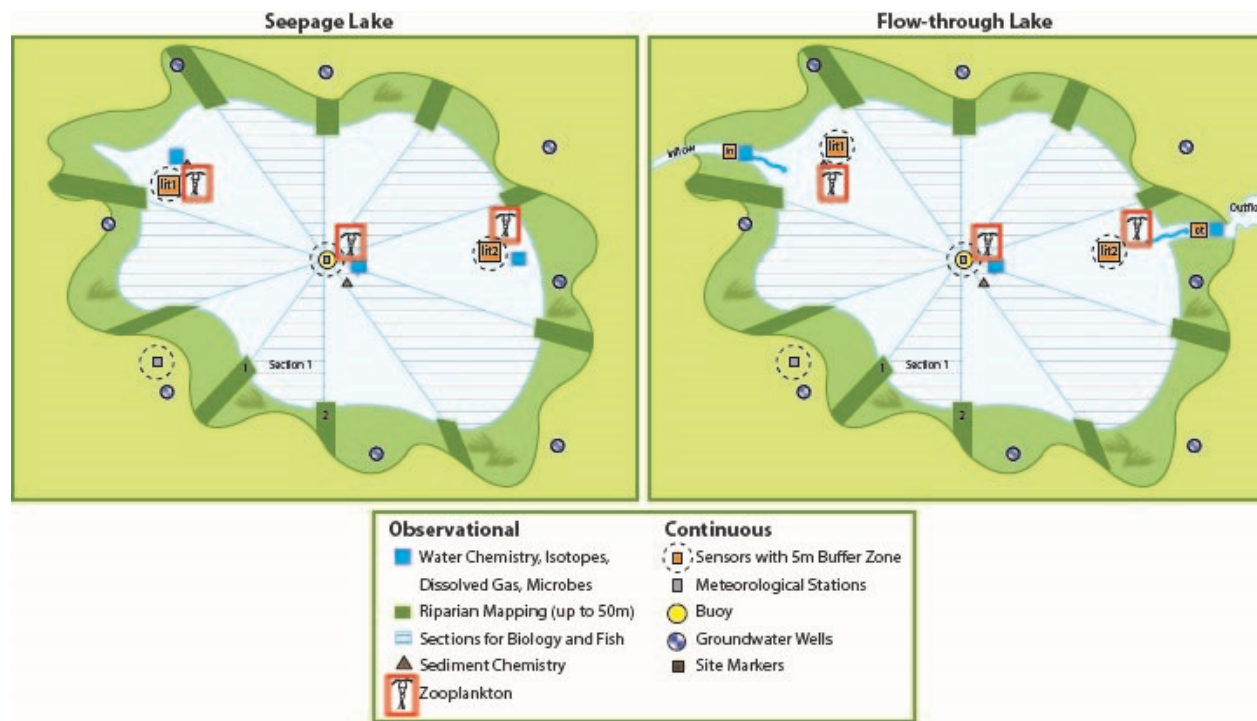 Seepage Lake
Flow-through Lake
lit1
lit2
Section 1
1
2
Inflow
in
lit1
lit2
ot
Outflo
Section 1
1
2
Observational
Water Chemistry, Isotopes,
Dissolved Gas, Microbes
Riparian Mapping (up to 50m)
Sections for Biology and Fish
Sediment Chemistry
Zooplankton
Continuous
Sensors with 5m Buffer Zone
Meteorological Stations
Buoy
Groundwater Wells
Site Markers